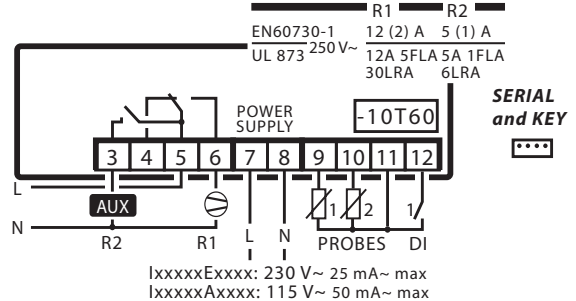 R1 R2
EN60730-1 12 (2) A 5 (1) A
UL 873 250 V~ 12A 5FLA 5A 1FLA
30LRA 6LRA
SERIAL
and KEY
POWER
SUPPLY
-10T60
3 4 5 6 7 8 9 10 11 12
L
AUX
1 2 1
N
R2 R1 L N PROBES DI
IxxxxxExxxx: 230 V~ 25 mA~ max
IxxxxxAxxxx: 115 V~ 50 mA~ max